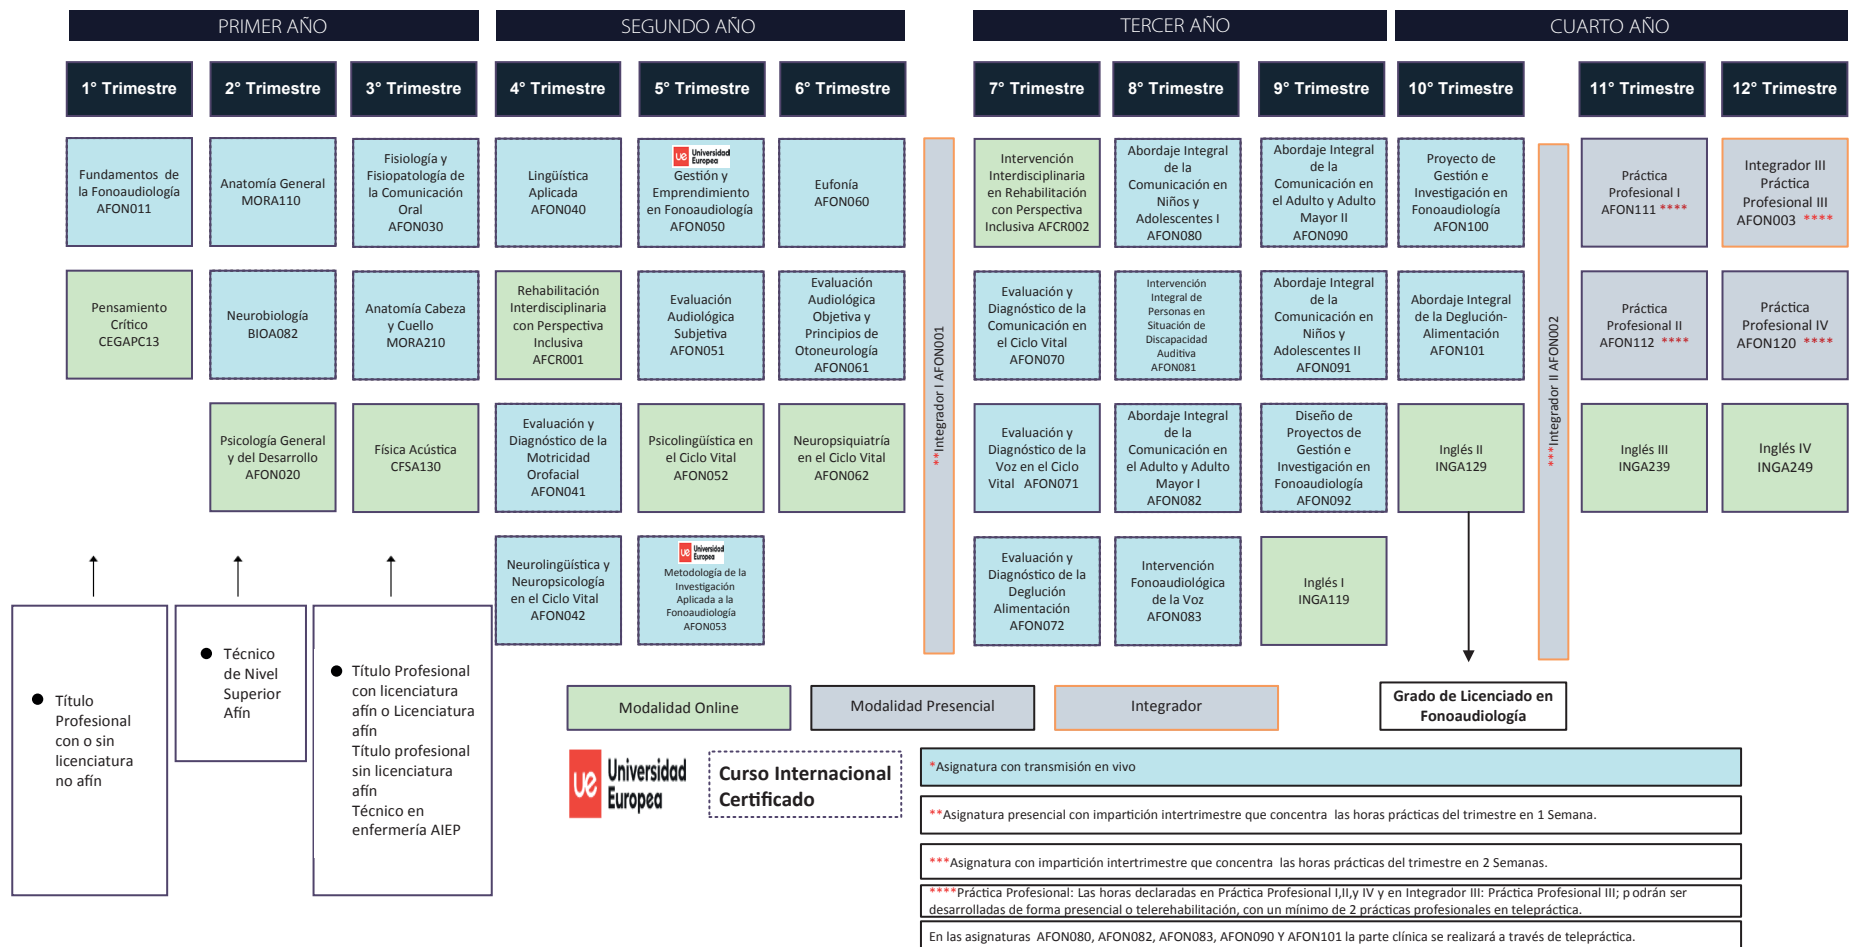 PRIMER AÑO
SEGUNDO AÑO
TERCER AÑO
CUARTO AÑO
1° Trimestre
2° Trimestre
3° Trimestre
4° Trimestre
5° Trimestre
6° Trimestre
7° Trimestre
8° Trimestre
9° Trimestre
10° Trimestre
11° Trimestre
12° Trimestre
Fundamentos de
la Fonoaudiología
AFON011
Anatomía General
MORA110
Fisiología y
Fisiopatología de
la Comunicación
Oral
AFON030
Lingüística
Aplicada
AFON040
ue Universidad
Europea
Gestión y
Emprendimiento
en Fonoaudiología
AFON050
Eufonía
AFON060
Intervención
Interdisciplinaria
en Rehabilitación
con Perspectiva
Inclusiva AFCR002
Abordaje Integral
de la
Comunicación en
Niños y
Adolescentes I
AFON080
Abordaje Integral
de la
Comunicación en
el Adulto y Adulto
Mayor II
AFON090
Proyecto de
Gestión e
Investigación en
Fonoaudiología
AFON100
Práctica
Profesional I
AFON111 ****
Integrador III
Práctica
Profesional III
AFON003 ****
Pensamiento
Crítico
CEGAPC13
Neurobiología
BIOA082
Anatomía Cabeza
y Cuello
MORA210
Rehabilitación
Interdisciplinaria
con Perspectiva
Inclusiva
AFCR001
Evaluación
Audiológica
Subjetiva
AFON051
Evaluación
Audiológica
Objetiva y
Principios de
Otoneurología
AFON061
**Integrador I AFON001
Evaluación y
Diagnóstico de la
Comunicación en
el Ciclo Vital
AFON070
Intervención
Integral de
Personas en
Situación de
Discapacidad
Auditiva
AFON081
Abordaje Integral
de la
Comunicación en
Niños y
Adolescentes II
AFON091
Abordaje Integral
de la Deglución-
Alimentación
AFON101
***Integrador II AFON002
Práctica
Profesional II
AFON112 ****
Práctica
Profesional IV
AFON120 ****
Psicología General
y del Desarrollo
AFON020
Física Acústica
CFSA130
Evaluación y
Diagnóstico de la
Motricidad
Orofacial
AFON041
Psicolingüística en
el Ciclo Vital
AFON052
Neuropsiquiatría
en el Ciclo Vital
AFON062
Evaluación y
Diagnóstico de la
Voz en el Ciclo
Vital AFON071
Abordaje Integral
de la
Comunicación en
el Adulto y Adulto
Mayor I
AFON082
Diseño de
Proyectos de
Gestión e
Investigación en
Fonoaudiología
AFON092
Inglés II
INGA129
Inglés III
INGA239
Inglés IV
INGA249
Neurolingüística y
Neuropsicología
en el Ciclo Vital
AFON042
ue Universidad
Europea
Metodología de la
Investigación
Aplicada a la
Fonoaudiología
AFON053
Evaluación y
Diagnóstico de la
Deglución
Alimentación
AFON072
Intervención
Fonoaudiológica
de la Voz
AFON083
Inglés I
INGA119
● Título
Profesional
con o sin
licenciatura
no afín
● Técnico
de Nivel
Superior
Afín
● Título Profesional
con licenciatura
afín o Licenciatura
afín
Título profesional
sin licenciatura
afín
Técnico en
enfermería AIEP
Modalidad Online
Modalidad Presencial
Integrador
Grado de Licenciado en
Fonoaudiología
ue Universidad
Europea
Curso Internacional
Certificado
*Asignatura con transmisión en vivo
**Asignatura presencial con impartición intertrimestre que concentra las horas prácticas del trimestre en 1 Semana.
***Asignatura con impartición intertrimestre que concentra las horas prácticas del trimestre en 2 Semanas.
****Práctica Profesional: Las horas declaradas en Práctica Profesional I,II,y IV y en Integrador III: Práctica Profesional III; p odrán ser
desarrolladas de forma presencial o telerehabilitación, con un mínimo de 2 prácticas profesionales en telepráctica.
En las asignaturas AFON080, AFON082, AFON083, AFON090 Y AFON101 la parte clínica se realizará a través de telepráctica.